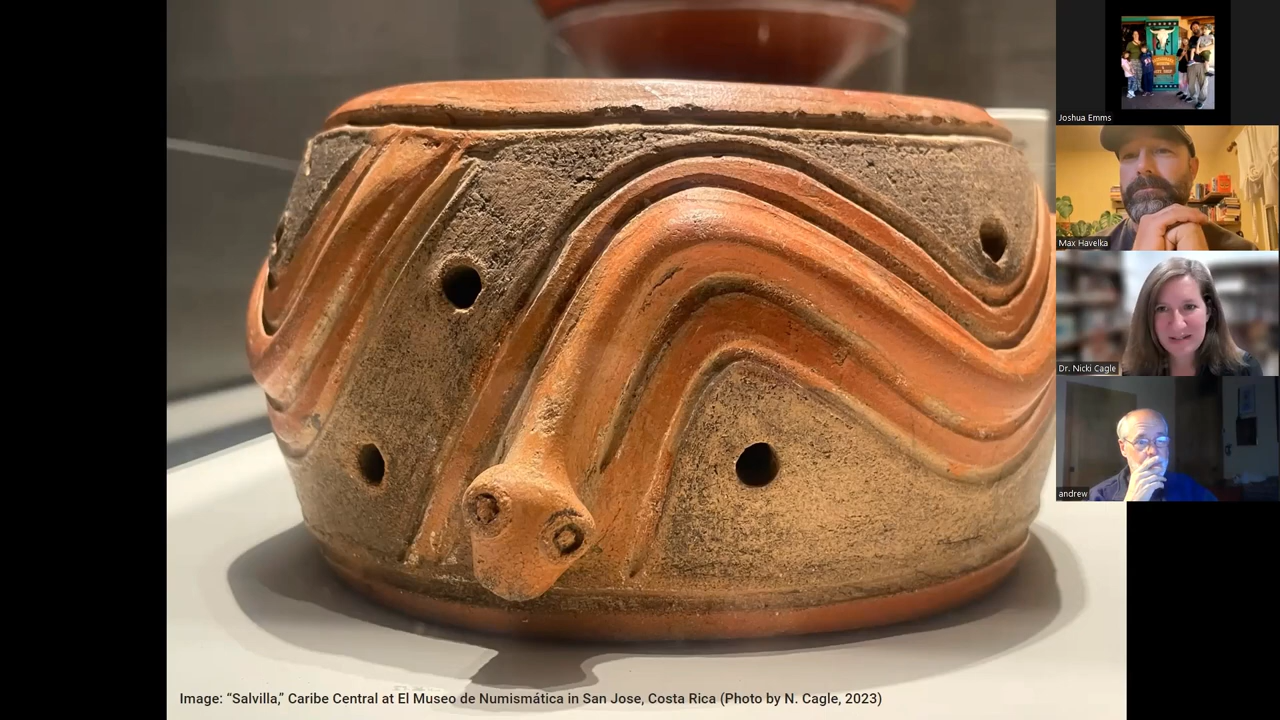 Joshua Emms
Max Havelka
Dr. Nicki Cagle
andrew
Image: “Salvilla,” Caribe Central at El Museo de Numismática in San Jose, Costa Rica (Photo by N. Cagle, 2023)